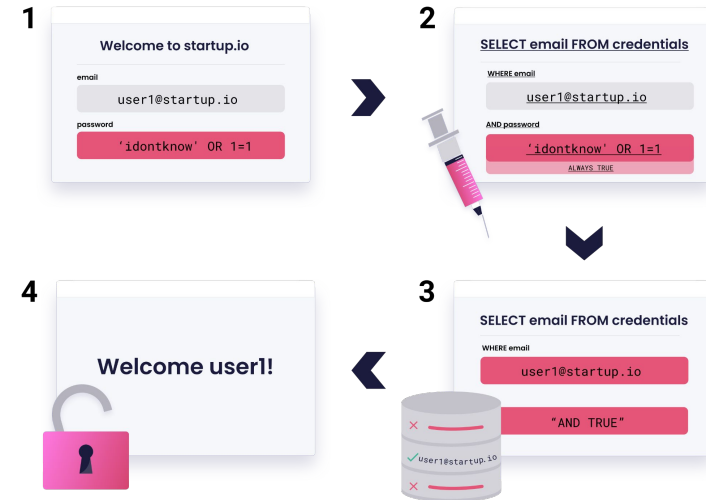 1
Welcome to startup.io
email
user1@startup.io
password
‘idontknow' OR 1=1
2
SELECT email FROM credentials
WHERE email
user1@startup.io
AND password
‘idontknow' OR 1=1
ALWAYS TRUE
3
SELECT email FROM credentials
WHERE email
user1@startup.io
“AND TRUE”
user1@startup.io
4
Welcome user1!